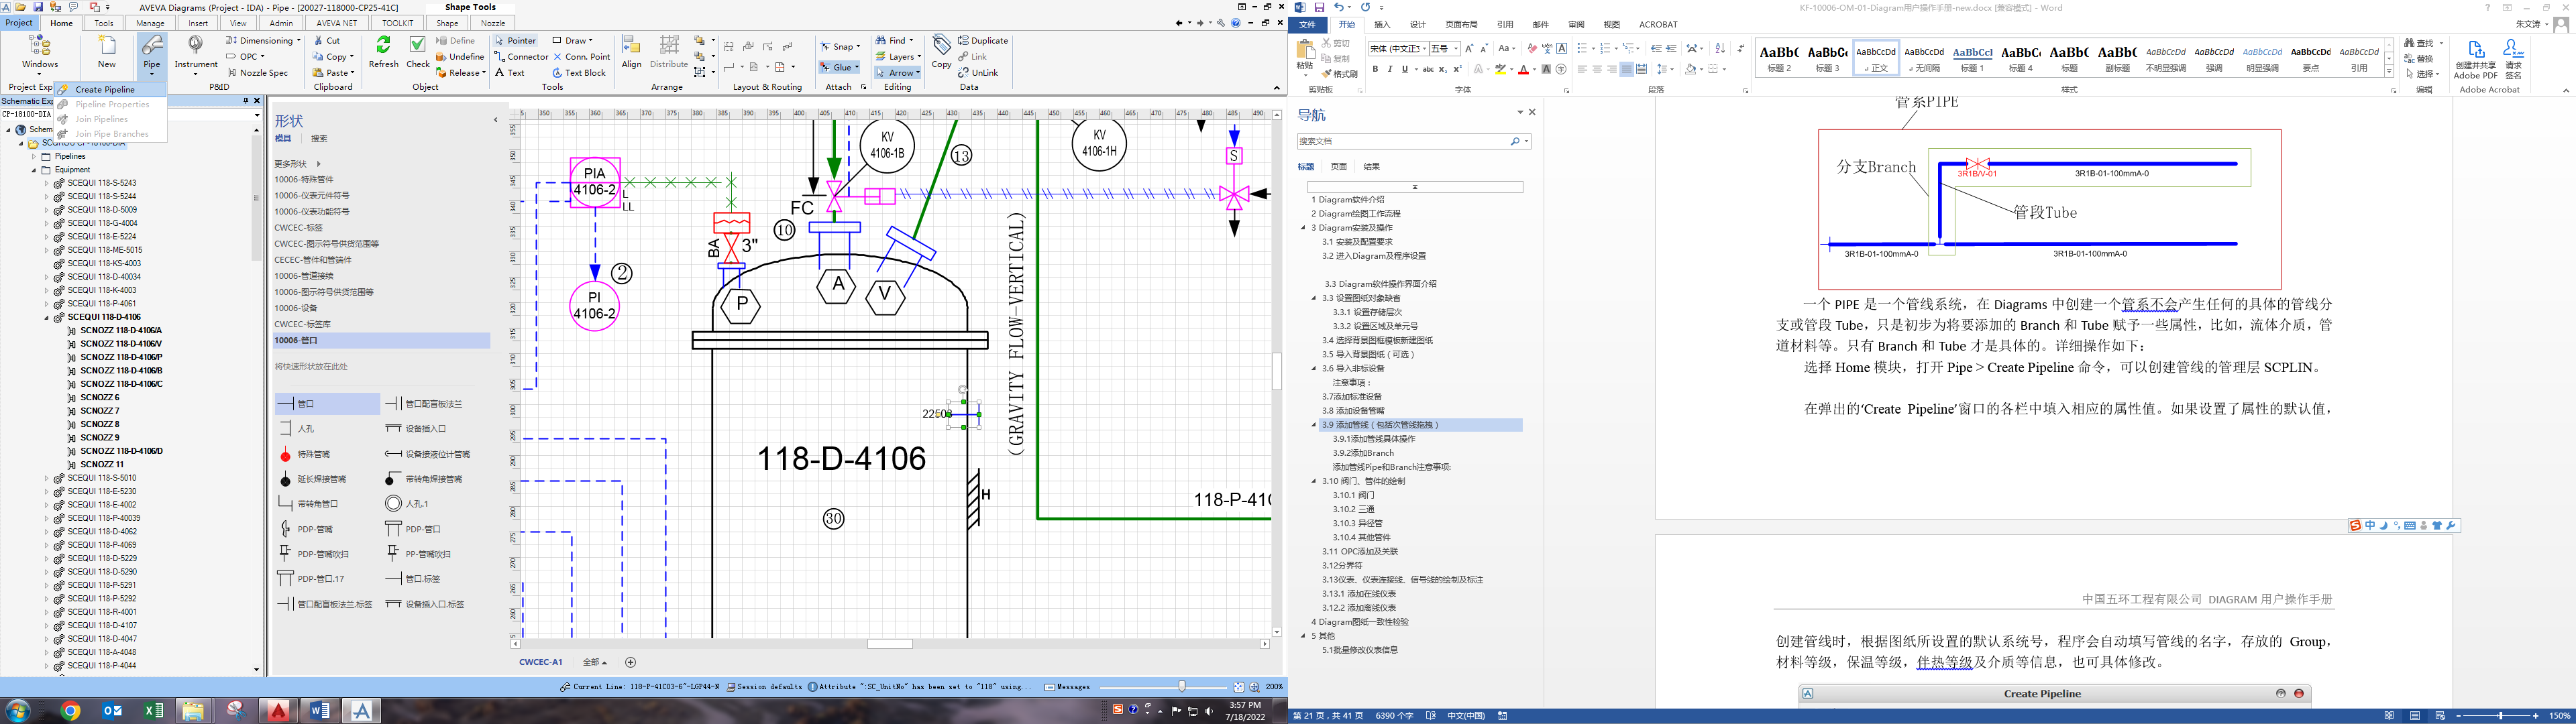 AVEVA Diagrams (Project - IDA) - Pipe - [20027-118000-CP25-41C]
Shape Tools
Project Home Tools Manage Insert View Admin AVEVA NET TOOLKIT Shape Nozzle
Windows
New
Pipe
Instrument
Dimensioning
OPC
Nozzle Spec
Cut
Copy
Paste
Refresh
Check
Define
Undefine
Release
Pointer
Connector
Text
Draw
Conn. Point
Text Block
Align
Distribute
Snap
Glue
Find
Layers
Arrow
Copy
Duplicate
Link
UnLink
Project Exp
P&ID
Clipboard
Object
Tools
Arrange
Layout & Routing
Attach
Editing
Data
Create Pipeline
Pipeline Properties
Join Pipelines
Join Pipe Branches
Schematic Exp
CP-18100-DIA
Schem
SCGROU CP-18100-DIA
Pipelines
Equipment
SCEQUI 118-S-5243
SCEQUI 118-S-5244
SCEQUI 118-D-5009
SCEQUI 118-G-4004
SCEQUI 118-E-5224
SCEQUI 118-ME-5015
SCEQUI 118-KS-4003
SCEQUI 118-D-40034
SCEQUI 118-K-4003
SCEQUI 118-P-4061
SCEQUI 118-D-4106
SCNOZZ 118-D-4106/A
SCNOZZ 118-D-4106/V
SCNOZZ 118-D-4106/P
SCNOZZ 118-D-4106/B
SCNOZZ 118-D-4106/C
SCNOZZ 6
SCNOZZ 7
SCNOZZ 8
SCNOZZ 9
SCNOZZ 118-D-4106/D
SCNOZZ 11
SCEQUI 118-S-5010
SCEQUI 118-E-5230
SCEQUI 118-E-4002
SCEQUI 118-P-40039
SCEQUI 118-D-4062
SCEQUI 118-P-4069
SCEQUI 118-D-5229
SCEQUI 118-D-5290
SCEQUI 118-P-5291
SCEQUI 118-P-5292
SCEQUI 118-R-4001
SCEQUI 118-D-4107
SCEQUI 118-D-4047
SCEQUI 118-A-4048
SCEQUI 118-P-4044
形状
模具 搜索
更多形状
10006-特殊管件
10006-仪表元件符号
10006-仪表功能符号
CWCEC-标签
CWCEC-图示符号供货范围等
CECEC-管件和管端件
10006-管道接续
10006-图示符号供货范围等
10006-设备
CWCEC-标签库
10006-管口
将快速形状放在此处
管口 管口配盲板法兰
人孔 设备插入口
特殊管嘴 设备接液位计管嘴
延长焊接管嘴 带转角焊接管嘴
带转角管口 人孔.1
PDP-管嘴 PDP-管口
PDP-管嘴吹扫 PP-管嘴吹扫
PDP-管口.17 管口.标签
管口配盲板法兰.标签 设备插入口.标签
350 355 360 365 370 375 380 385 390 395 400 405 410 415 420 425 430 435 440 445 450 455 460 465 470 475 480 485 490
PIA
4106-2
L
LL
PI
4106-2
2
BA
3"
FC
10
KV
4106-1B
13
KV
4106-1H
S
P
A
V
(GRAVITY FLOW-VERTICAL)
22503
118-D-4106
H
30
118-P-41C
CWCEC-A1 全部
Current Line: 118-P-41C03-6"-LGP44-N Session defaults Attribute ":SC_UnitNo" has been set to "118" using... Messages 200%
3:57 PM
7/18/2022
KF-10006-OM-01-Diagram用户操作手册-new.docx [兼容模式] - Word
文件 开始 插入 设计 页面布局 引用 邮件 审阅 视图 ACROBAT
朱文涛
粘贴
剪切
复制
格式刷
宋体 (中文正 五号
AaBb( AaBb( AaBbCcDd AaBbCcDd AaBbCcI AaBbC AaBb( AaBb( AaBbCcDd AaBbCcDd AaBbCcDd AaBbCcDd AaBbCcDd
标题 2 标题 3 正文 无间隔 标题 1 标题 4 标题 副标题 不明显强调 强调 明显强调 要点 引用
查找
替换
选择
创建并共享
Adobe PDF
请求
签名
剪贴板 字体 段落 样式 编辑 Adobe Acrobat
导航
搜索文档
标题 页面 结果
1 Diagram软件介绍
2 Diagram绘图工作流程
3 Diagram安装及操作
3.1 安装及配置要求
3.2 进入Diagram及程序设置
3.3 Diagram软件操作界面介绍
3.3 设置图纸对象缺省
3.3.1 设置存储层次
3.3.2 设置区域及单元号
3.4 选择背景图框模板新建图纸
3.5 导入背景图纸（可选）
3.6 导入非标设备
注意事项：
3.7添加标准设备
3.8 添加设备管嘴
3.9 添加管线（包括次管线拖拽）
3.9.1添加管线具体操作
3.9.2添加Branch
添加管线Pipe和Branch注意事项:
3.10 阀门、管件的绘制
3.10.1 阀门
3.10.2 三通
3.10.3 异径管
3.10.4 其他管件
3.11 OPC添加及关联
3.12分界符
3.13仪表、仪表连接线、信号线的绘制及标注
3.13.1 添加在线仪表
3.12.2 添加离线仪表
4 Diagram图纸一致性检验
5 其他
5.1批量修改仪表信息
管系PIPE
分支Branch
3R1B/V-01
3R1B-01-100mmA-0
管段Tube
3R1B-01-100mmA-0
3R1B-01-100mmA-0
一个 PIPE 是一个管线系统，在 Diagrams 中创建一个管系不会产生任何的具体的管线分
支或管段 Tube，只是初步为将要添加的 Branch 和 Tube 赋予一些属性，比如，流体介质，管
道材料等。只有 Branch 和 Tube 才是具体的。详细操作如下：
选择 Home 模块，打开 Pipe > Create Pipeline 命令，可以创建管线的管理层 SCPLIN。
在弹出的‘Create Pipeline’窗口的各栏中填入相应的属性值。如果设置了属性的默认值，
中
中国五环工程有限公司 DIAGRAM 用户操作手册
创建管线时，根据图纸所设置的默认系统号，程序会自动填写管线的名字，存放的 Group，
材料等级，保温等级，伴热等级及介质等信息，也可具体修改。
Create Pipeline
第 21 页，共 41 页 6390 个字 中文(中国) 150%